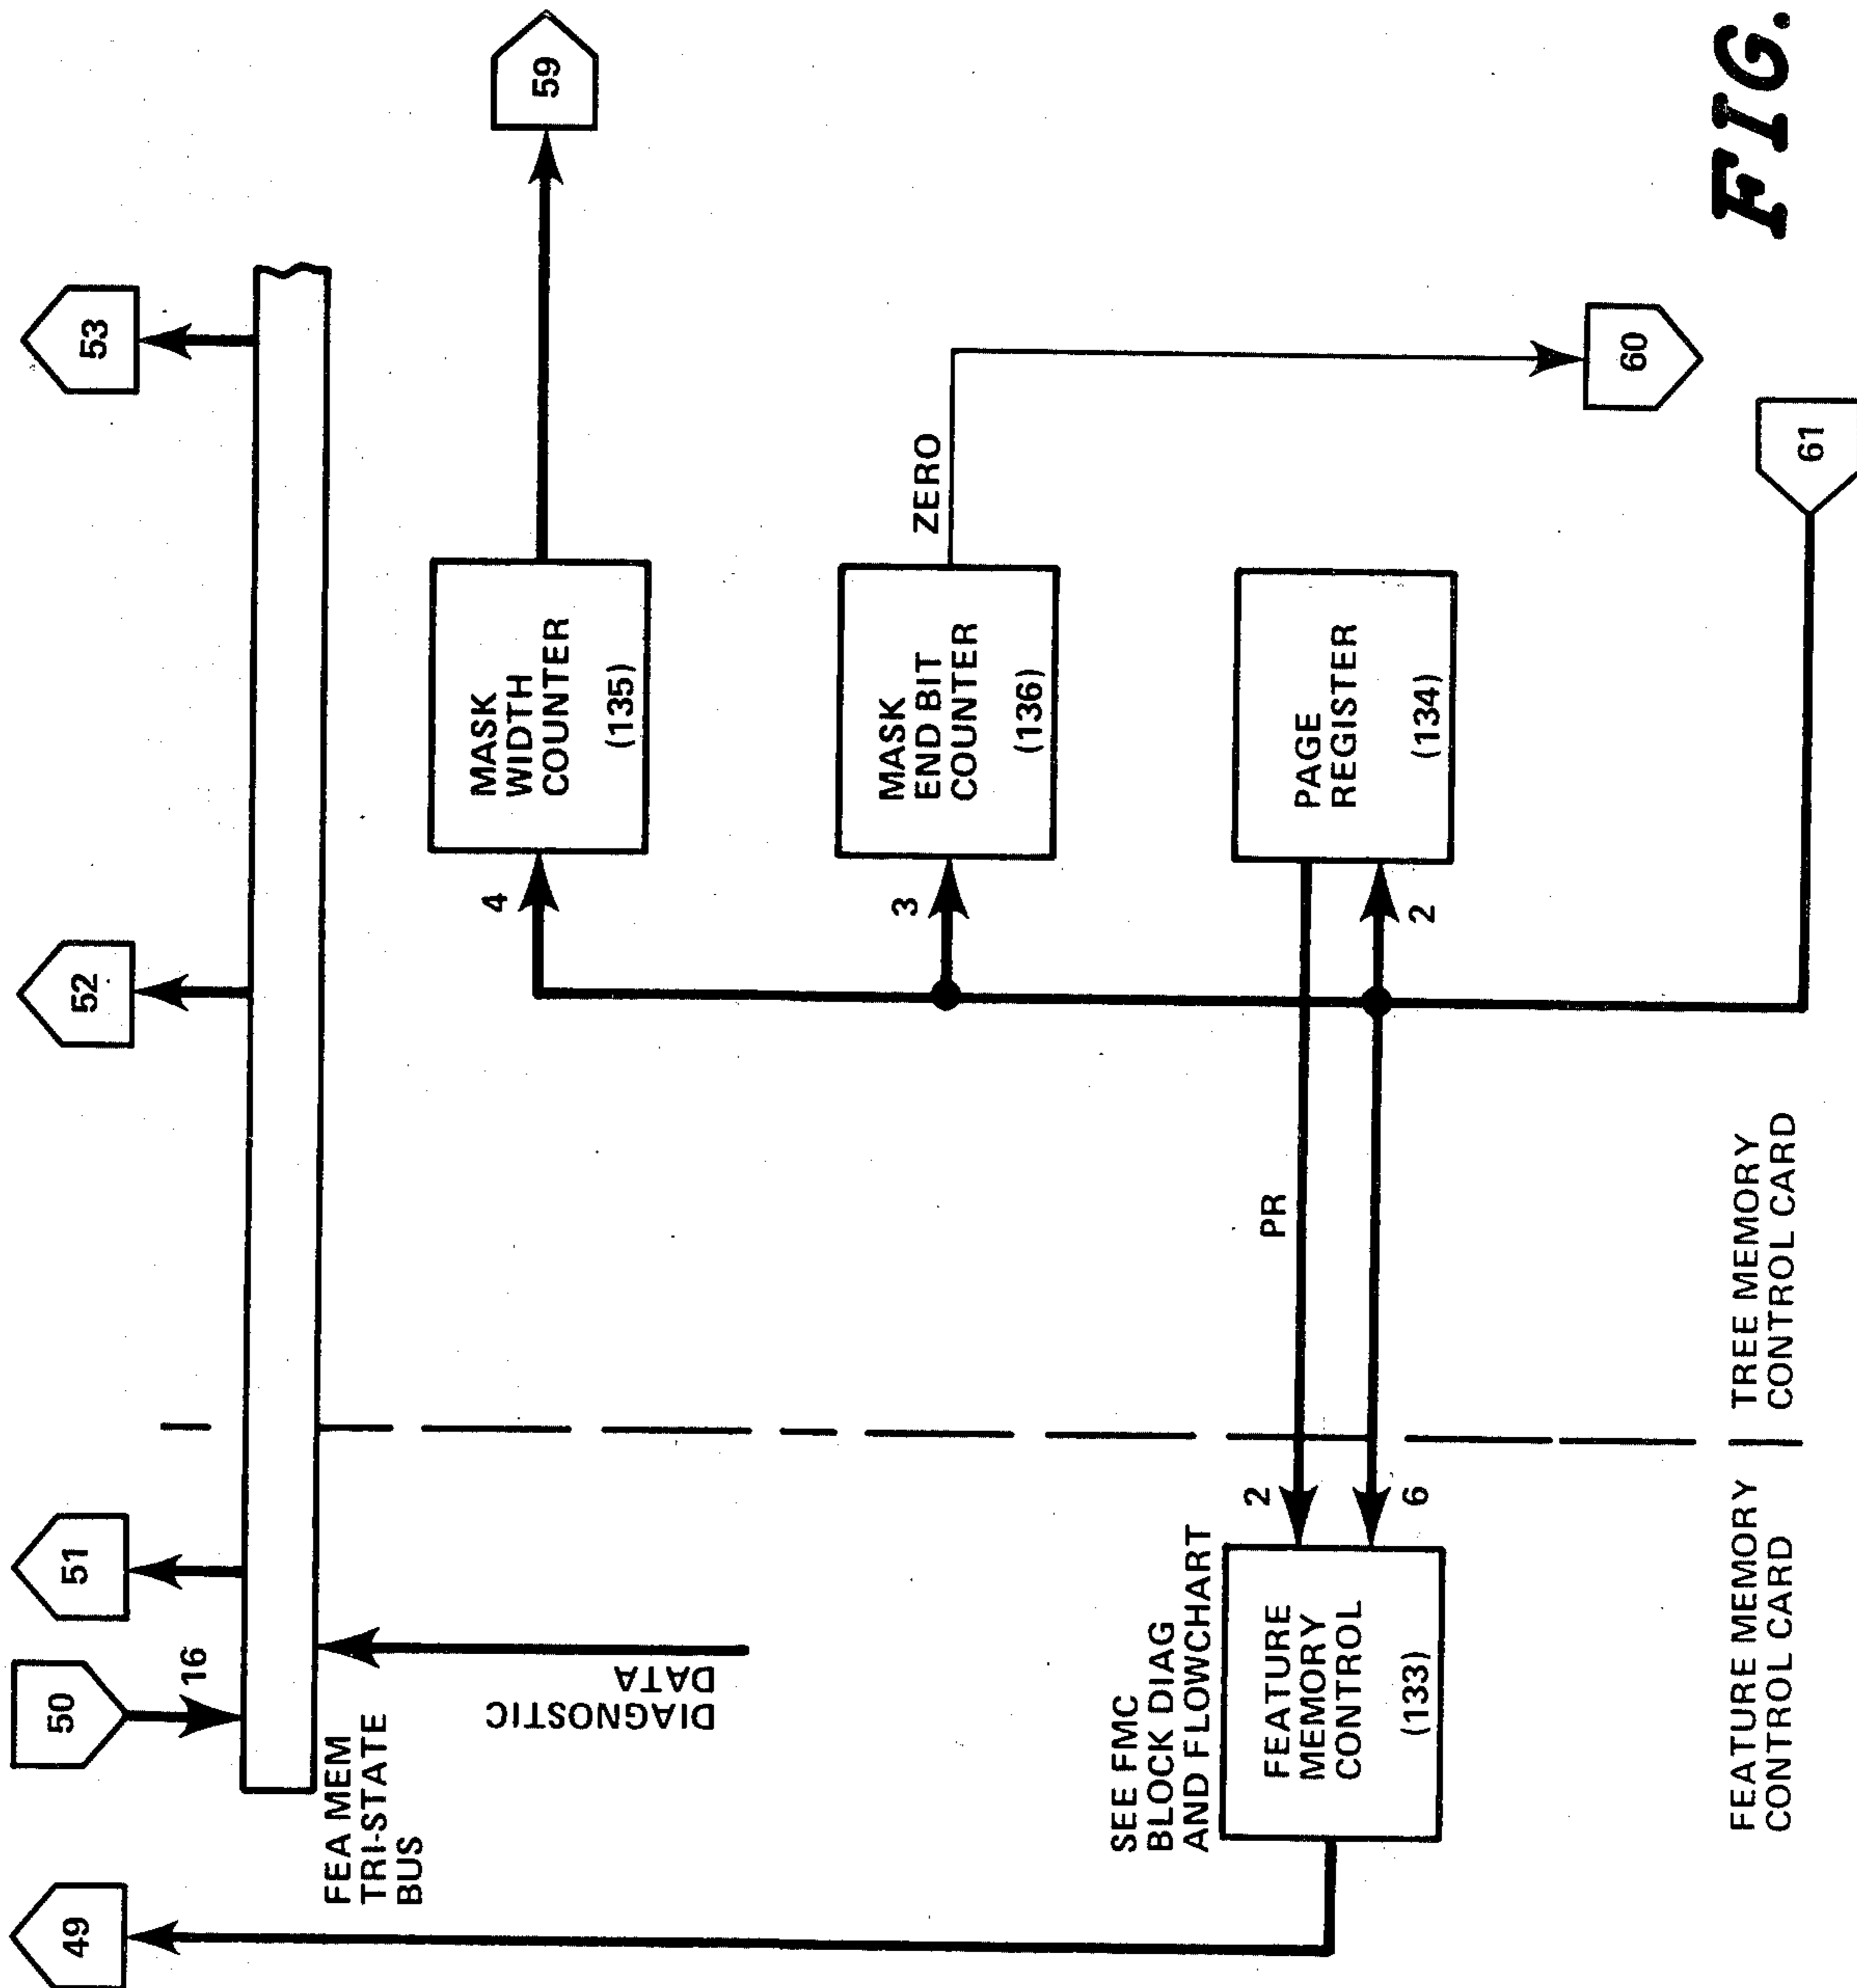 49
50
51
52
53
16
FEA MEM
TRI-STATE
BUS
DIAGNOSTIC
DATA
MASK
WIDTH
COUNTER
(135)
4
59
MASK
END BIT
COUNTER
(136)
3
ZERO
60
PAGE
REGISTER
(134)
2
PR
2
6
SEE FMC
BLOCK DIAG
AND FLOWCHART
FEATURE
MEMORY
CONTROL
(133)
61
FEATURE MEMORY
CONTROL CARD
TREE MEMORY
CONTROL CARD
FIG.